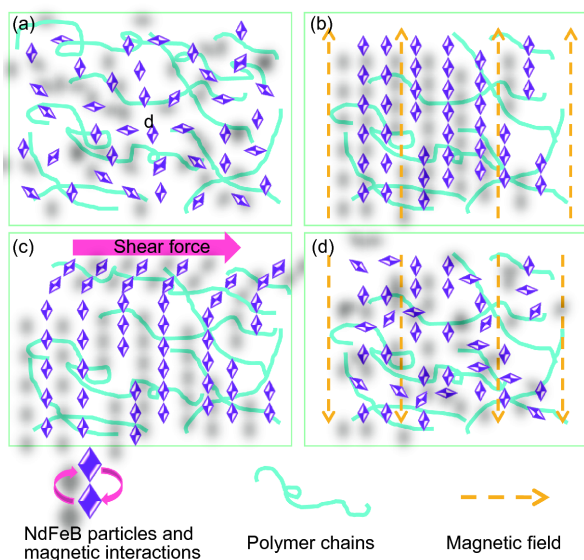 (a)
(b)
d
(c)
Shear force
(d)
NdFeB particles and
magnetic interactions
Polymer chains
Magnetic field